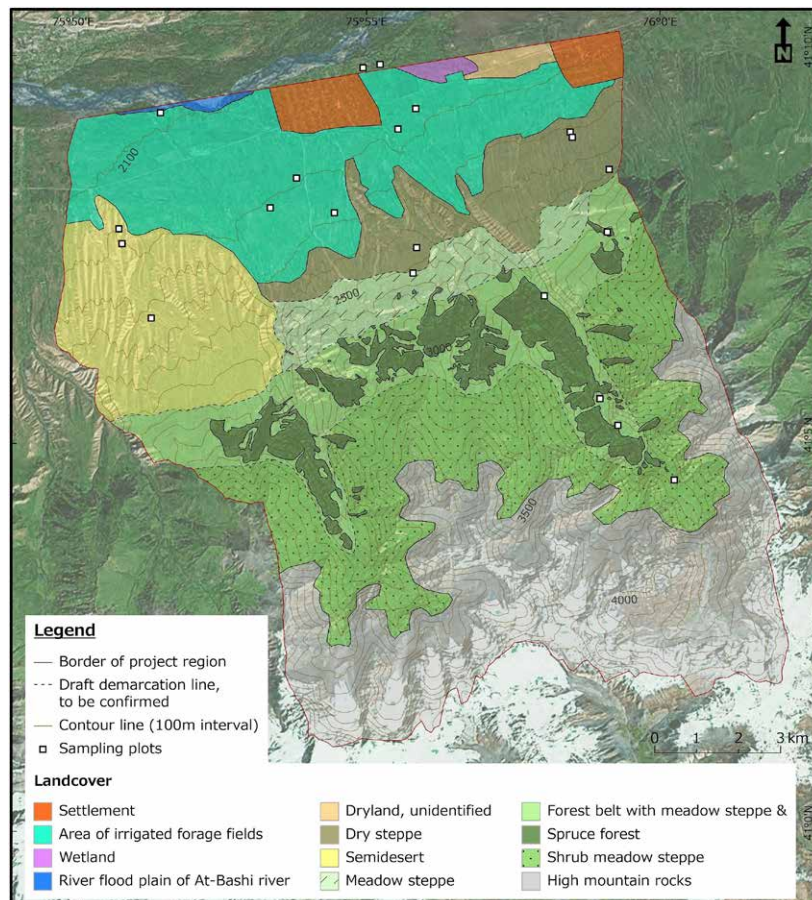 75°50'E
75°55'E
76°0'E
41°10'N
N
2100
2500
3000
41°5'N
3500
4000
Legend
Border of project region
Draft demarcation line,
to be confirmed
Contour line (100m interval)
Sampling plots
0 1 2 3 km
Landcover
Settlement
Area of irrigated forage fields
Wetland
River flood plain of At-Bashi river
Dryland, unidentified
Dry steppe
Semidesert
Meadow steppe
Forest belt with meadow steppe &
Spruce forest
Shrub meadow steppe
High mountain rocks
41°0'N